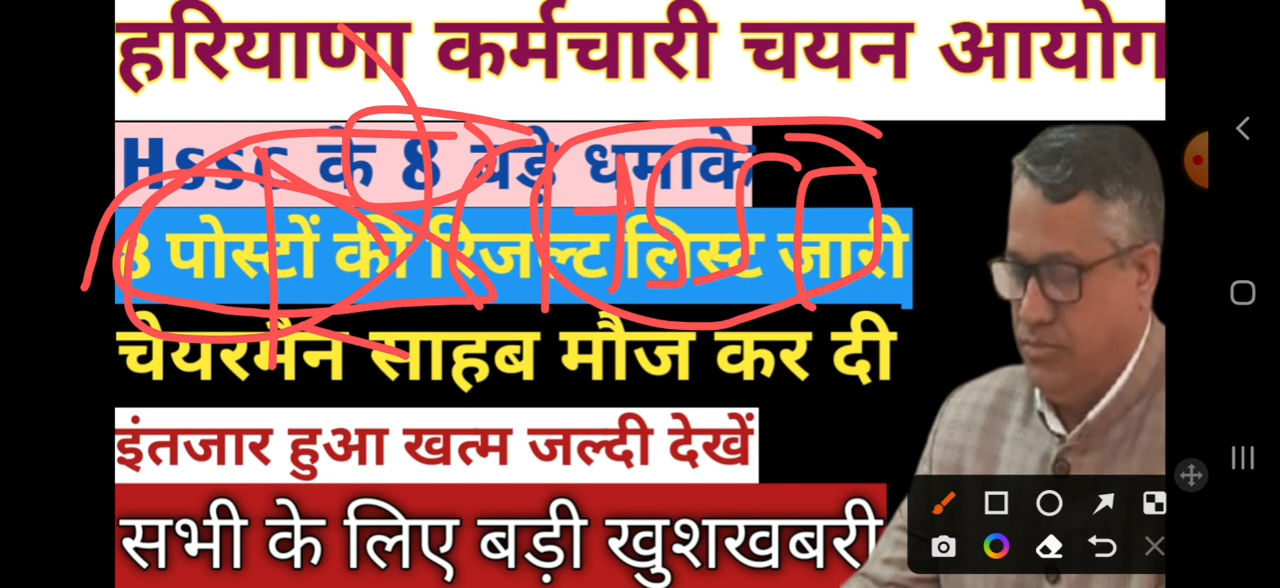 हरियाणा कर्मचारी चयन आयोग
Hssc के 8 बड़े धमाके
8 पोस्टों की रिजल्ट लिस्ट जारी
चेयरमैन साहब मौज कर दी
इंतजार हुआ खत्म जल्दी देखें
सभी के लिए बड़ी खुशखबरी